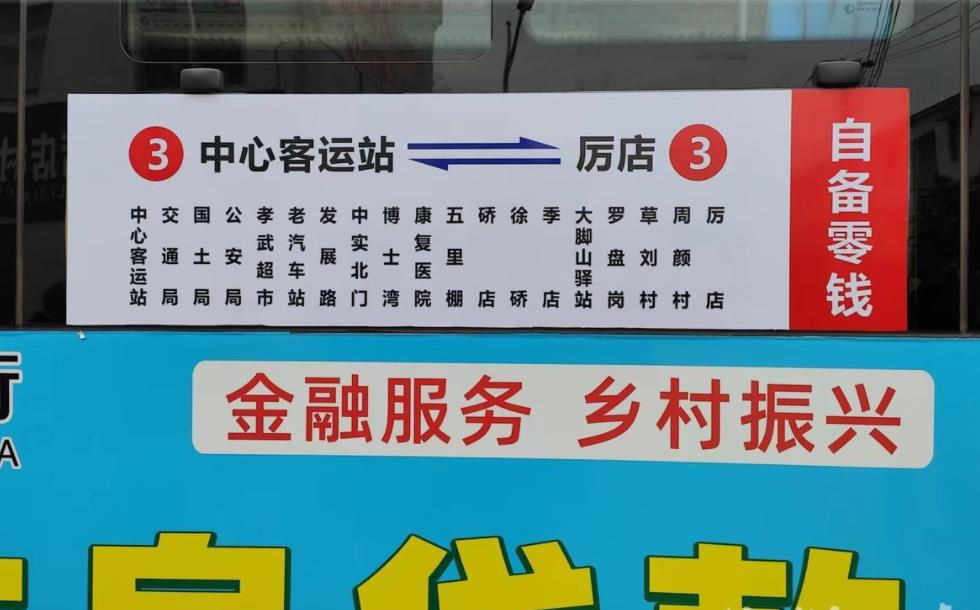 3 中心客运站 厉店 3
自备零钱
中心客运站
交通局
国土局
公安局
孝武超市
老汽车站
发展路
中实北门
博士湾
康复医院
五里棚
硚店
徐硚
季店
大脚山驿站
罗盘岗
草刘村
周颜村
厉店
行
A
金融服务 乡村振兴